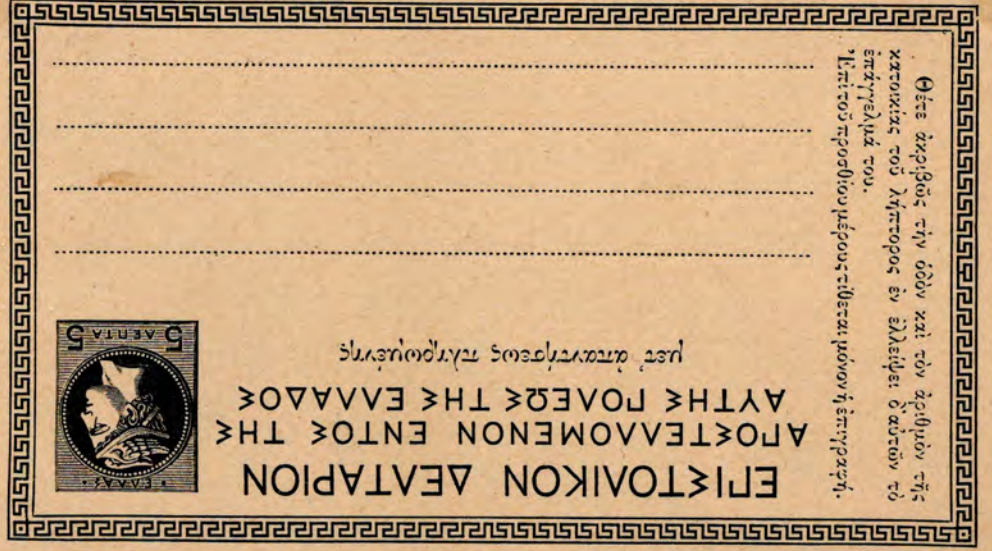 ΕΠΙΣΤΟΛΙΚΟΝ ΔΕΛΤΑΡΙΟΝ
ΑΠΟΣΤΕΛΛΟΜΕΝΟΝ ΕΝΤΟΣ ΤΗΣ
ΑΥΤΗΣ ΠΟΛΕΩΣ ΤΗΣ ΕΛΛΑΔΟΣ
μετ' ἀπαντήσεως πληρωμένης
ΕΛΛΑΣ
5 ΛΕΠΤΑ 5
Θέτε ἀκριβῶς τὴν ὁδὸν καὶ τὸν ἀριθμὸν τῆς
κατοικίας τοῦ λήπτορος ἐν ἐλλείψει δ' αὐτῶν τὸ
ἐπάγγελμά του.
Ἐπὶ τοῦ προσθίου μέρους τίθεται μόνον ἡ ἐπιγραφή.